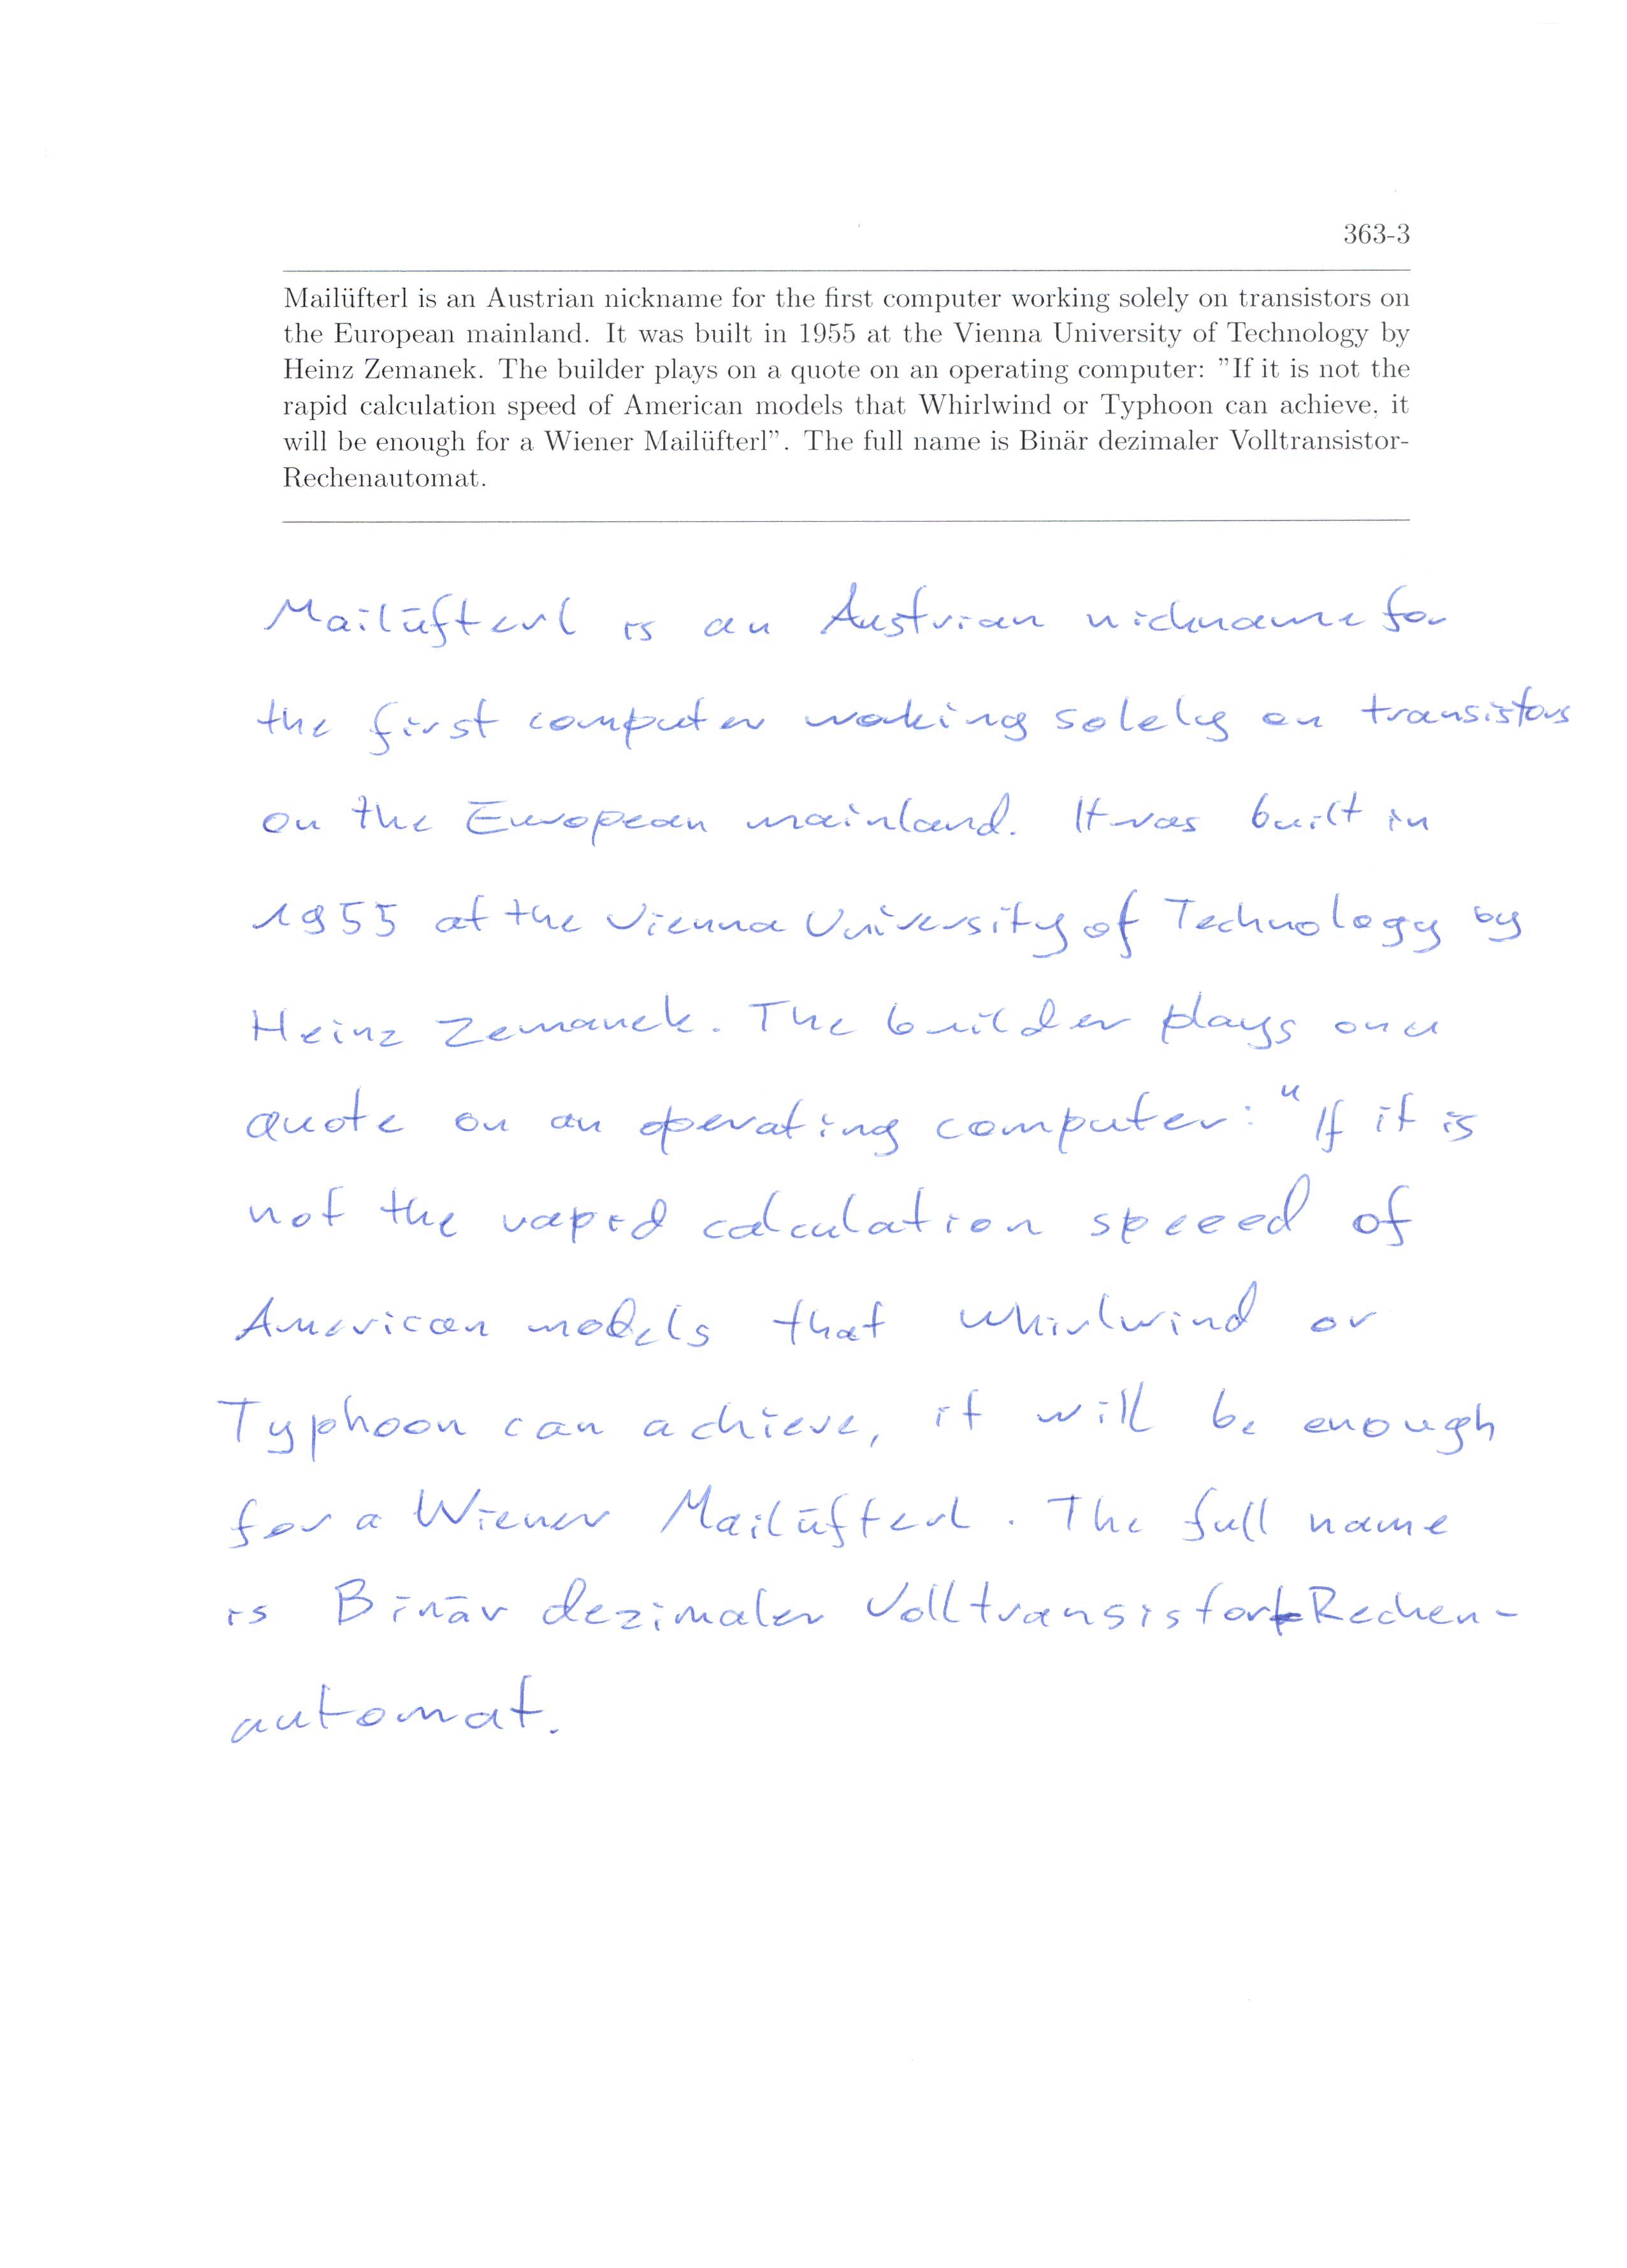 363-3
Mailüfterl is an Austrian nickname for the first computer working solely on transistors on
the European mainland. It was built in 1955 at the Vienna University of Technology by
Heinz Zemanek. The builder plays on a quote on an operating computer: ”If it is not the
rapid calculation speed of American models that Whirlwind or Typhoon can achieve, it
will be enough for a Wiener Mailüfterl”. The full name is Binär dezimaler Volltransistor-
Rechenautomat.
Mailüfterl is an Austrian nickname for
the first computer working solely on transistors
on the European mainland. It was built in
1955 at the Vienna University of Technology by
Heinz Zemanek. The builder plays on a
quote on an operating computer: “If it is
not the rapid calculation speeed of
American models that Whirlwind or
Typhoon can achieve, it will be enough
for a Wiener Mailüfterl. The full name
is Binär dezimaler Volltransistor-Rechen-
automat.